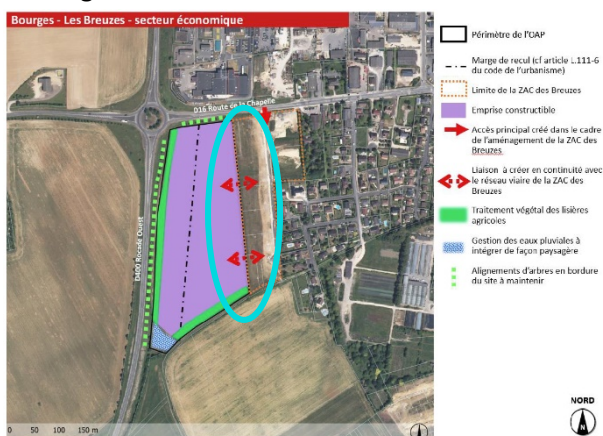 Bourges - Les Breuzes - secteur économique
D16 Route de la Chapelle
D400 Rocade Ouest
0 50 100 150 m
Périmètre de l'OAP
Marge de recul (cf article L.111-6
du code de l'urbanisme)
Limite de la ZAC des Breuzes
Emprise constructible
Accès principal créé dans le cadre
de l'aménagement de la ZAC des
Breuzes
Liaison à créer en continuité avec
le réseau viaire de la ZAC des
Breuzes
Traitement végétal des lisières
agricoles
Gestion des eaux pluviales à
intégrer de façon paysagère
Alignements d'arbres en bordure
du site à maintenir
NORD
N